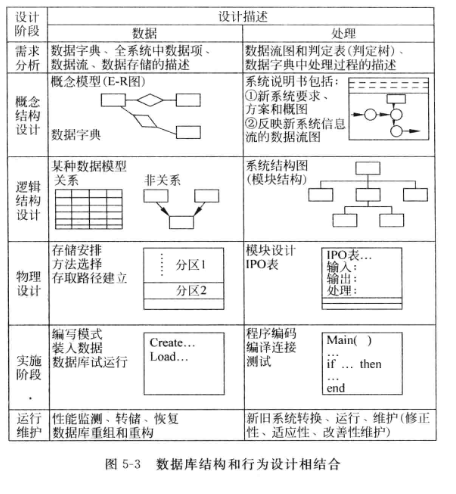 设计阶段
设计描述
数据
处理
需求分析
数据字典、全系统中数据项、
数据流、数据存储的描述
数据流图和判定表(判定树)、
数据字典中处理过程的描述
概念结构设计
概念模型(E-R图)
数据字典
系统说明书包括:
①新系统要求、
方案和概图
②反映新系统信息
流的数据流图
逻辑结构设计
某种数据模型
关系
非关系
系统结构图
(模块结构)
物理设计
存储安排
方法选择
存取路径建立
分区1
分区2
模块设计
IPO表
IPO表…
输入:
输出:
处理:
实施阶段
编写模式
装入数据
数据库试运行
Create…
Load…
程序编码
编译连接
测试
Main( )
…
if … then
…
end
运行维护
性能监测、转储、恢复
数据库重组和重构
新旧系统转换、运行、维护(修正
性、适应性、改善性维护)
图 5-3 数据库结构和行为设计相结合